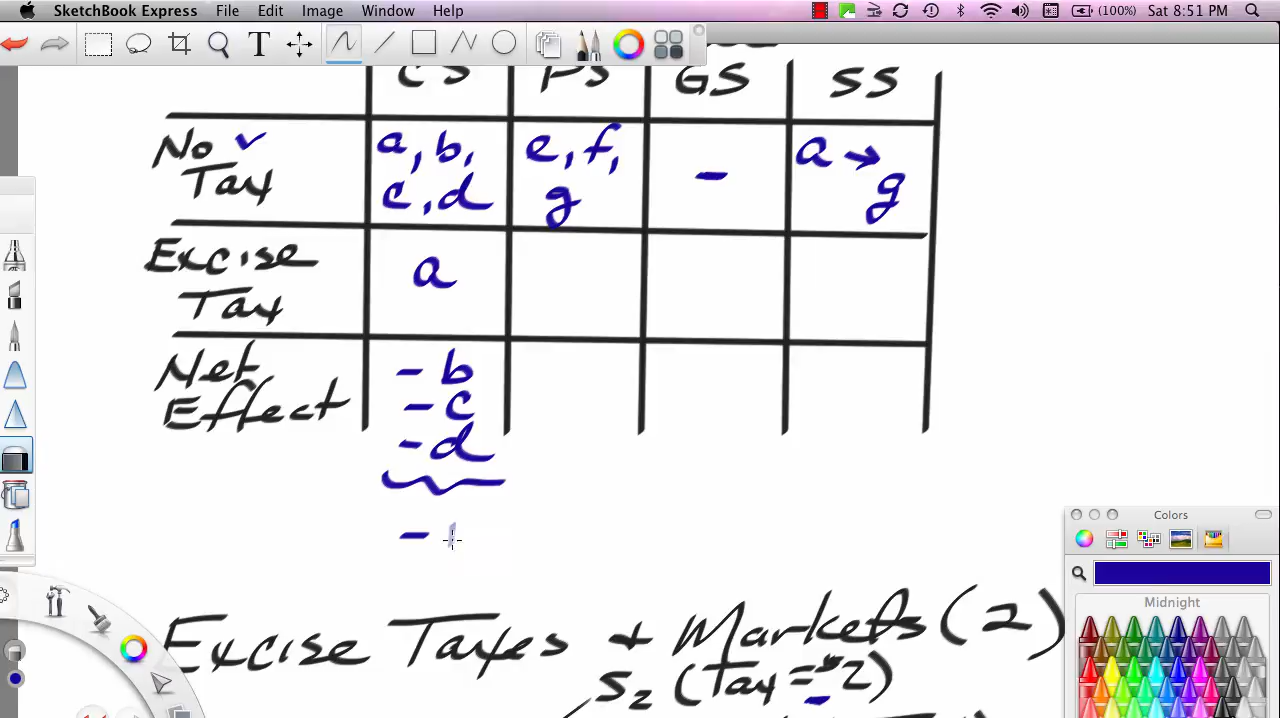 SketchBook Express File Edit Image Window Help (100%) Sat 8:51 PM
T
CS PS GS SS
No ✓ Tax a, b, c, d e, f, g - a → g
Excise Tax a
Net Effect - b - c - d
-
Colors
Midnight
Excise Taxes + Markets (2)
S2 (Tax = $2)